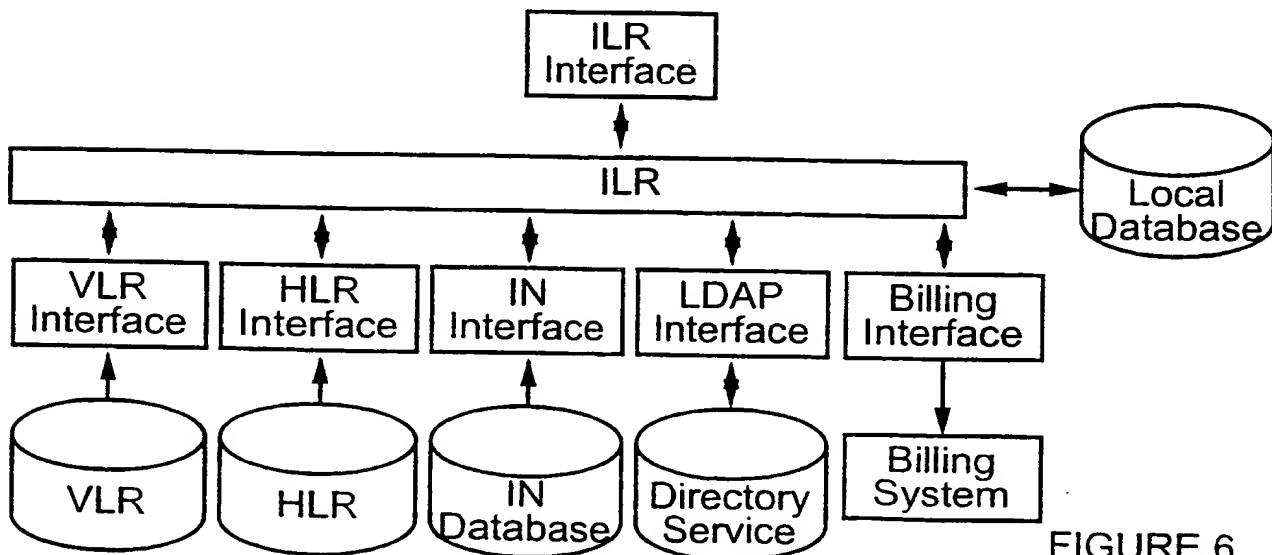 ILR
Interface
ILR
Local
Database
VLR
Interface
HLR
Interface
IN
Interface
LDAP
Interface
Billing
Interface
VLR
HLR
IN
Database
Directory
Service
Billing
System
FIGURE 6